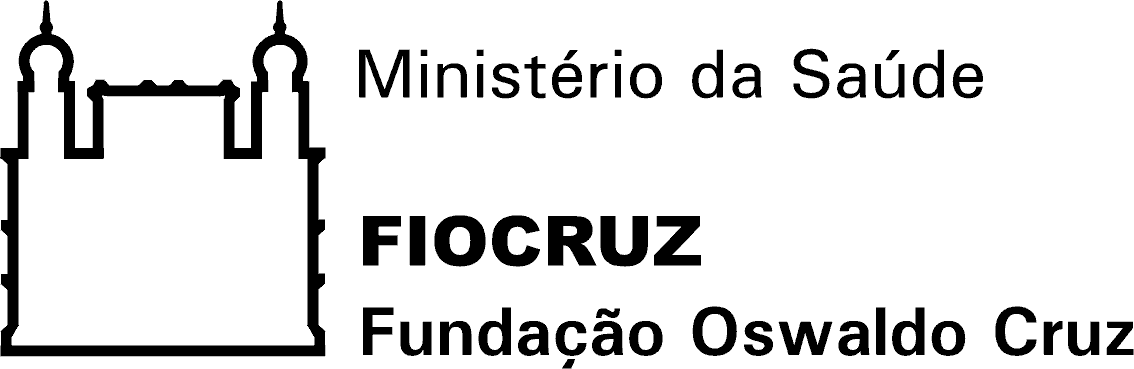 Ministério da Saúde
FIOCRUZ
Fundação Oswaldo Cruz